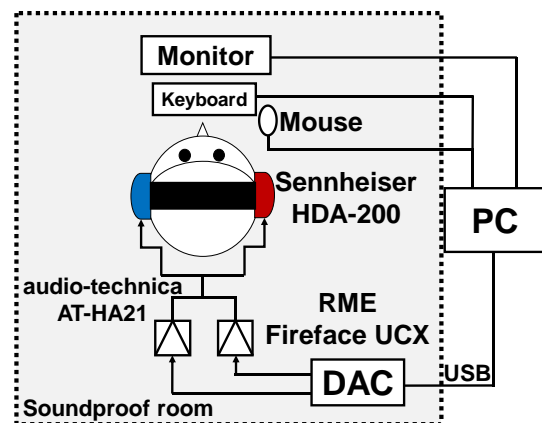 Monitor
Keyboard
Mouse
Sennheiser
HDA-200
PC
audio-technica
AT-HA21
RME
Fireface UCX
DAC
USB
Soundproof room